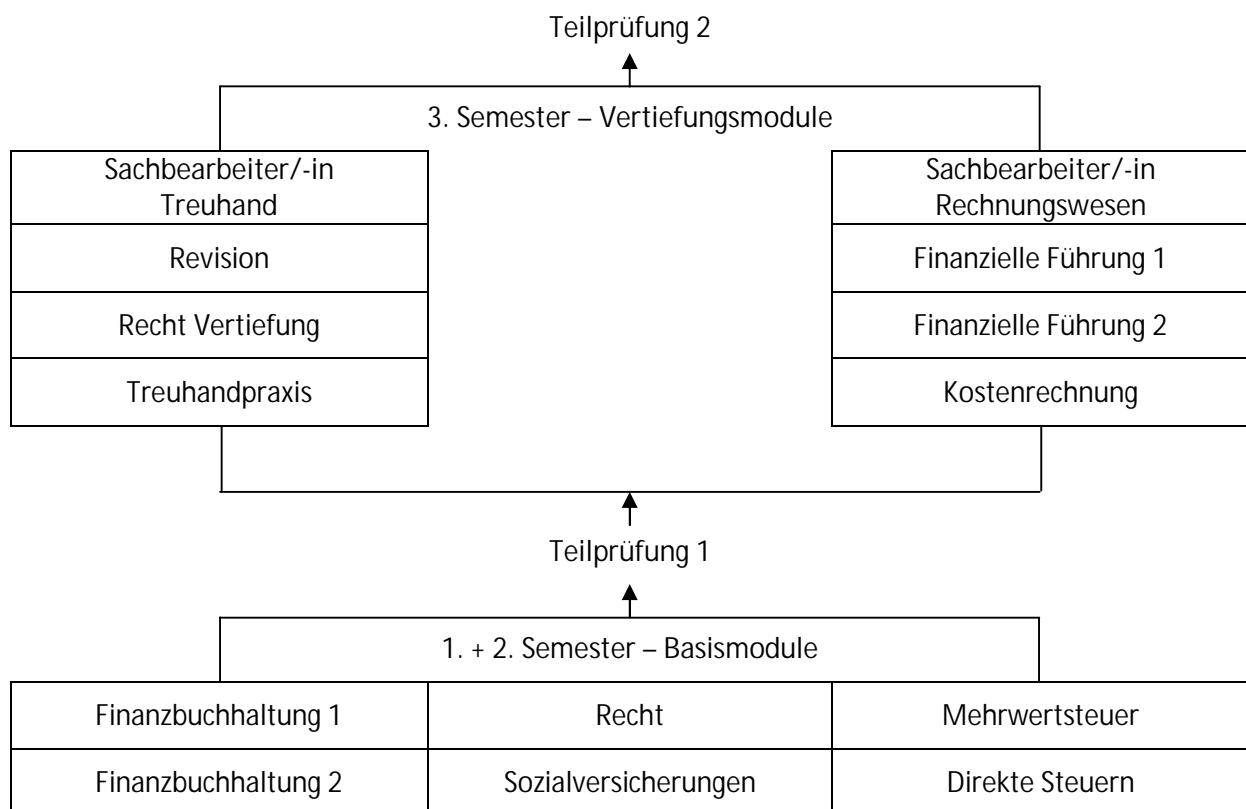 Teilprüfung 2
3. Semester – Vertiefungsmodule
Sachbearbeiter/-in
Treuhand
Revision
Recht Vertiefung
Treuhandpraxis
Sachbearbeiter/-in
Rechnungswesen
Finanzielle Führung 1
Finanzielle Führung 2
Kostenrechnung
Teilprüfung 1
1. + 2. Semester – Basismodule
Finanzbuchhaltung 1
Recht
Mehrwertsteuer
Finanzbuchhaltung 2
Sozialversicherungen
Direkte Steuern